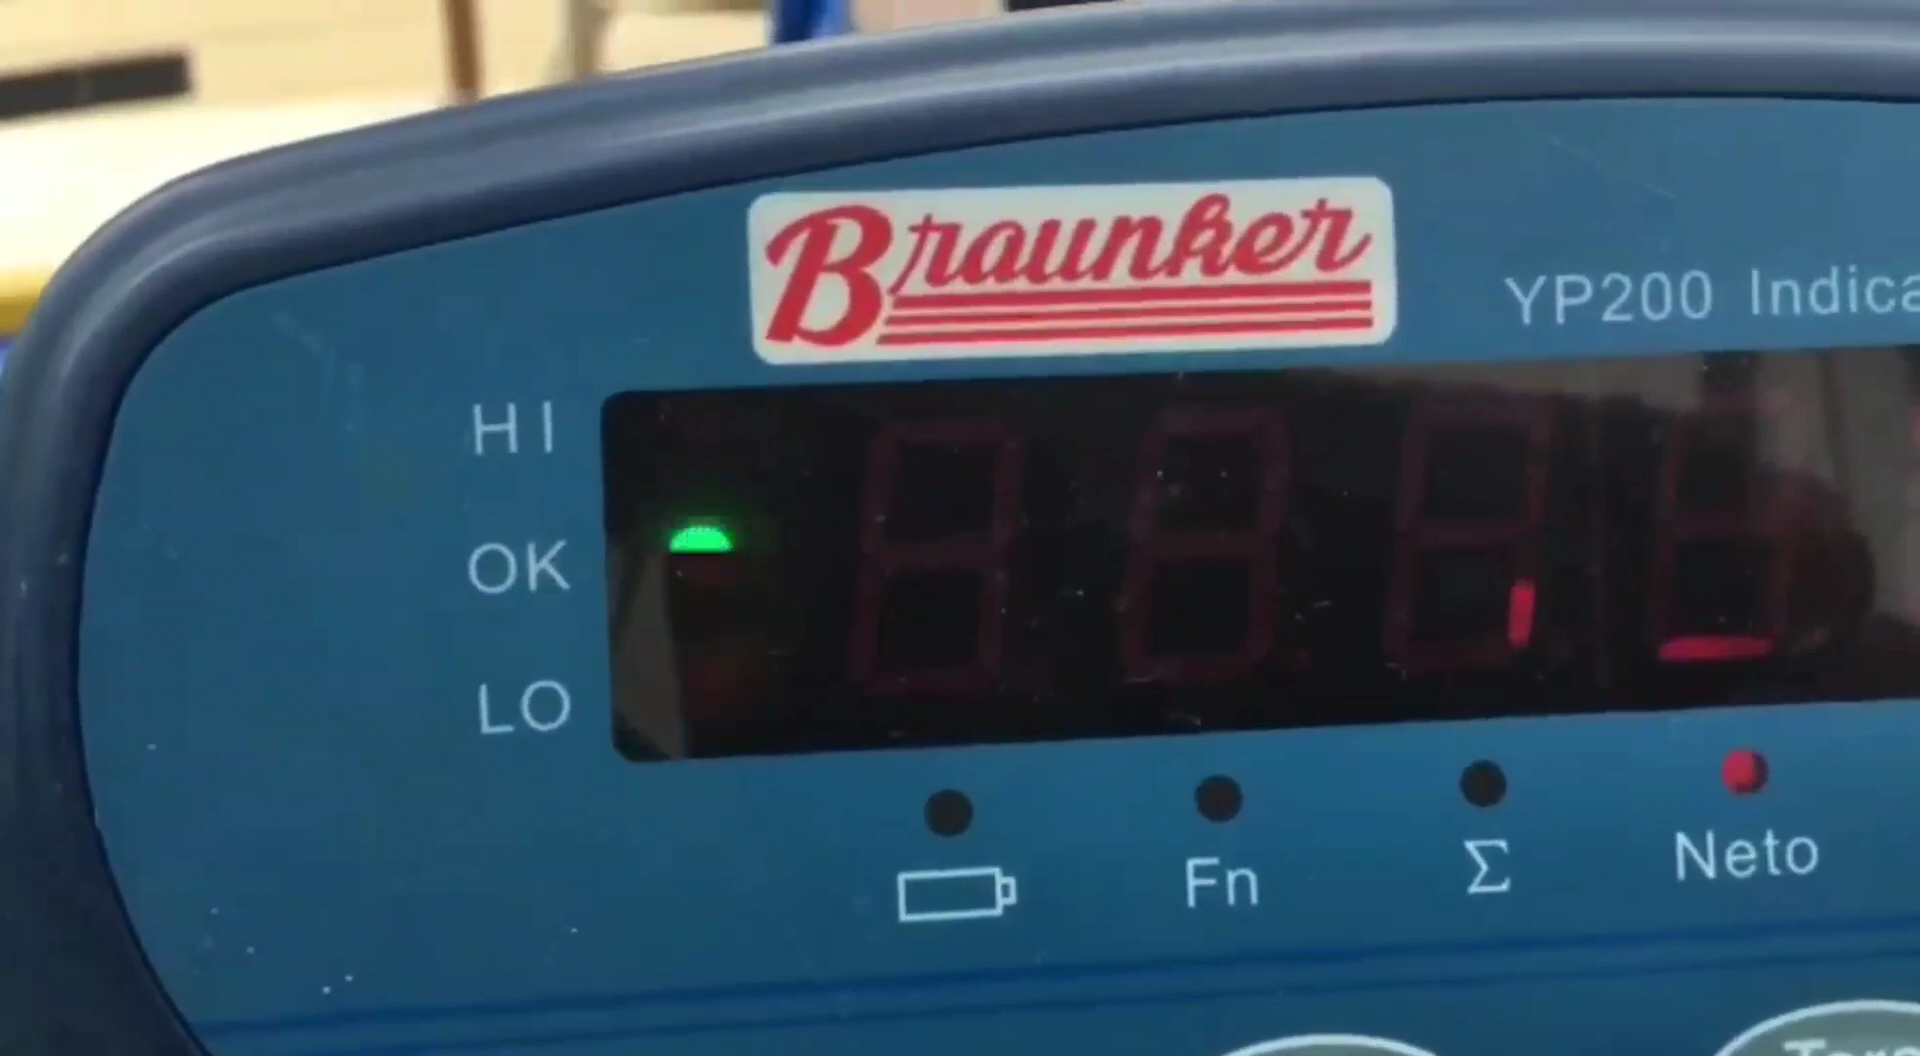 Braunker
YP200 Indica
HI
OK
LO
Fn
Σ
Neto